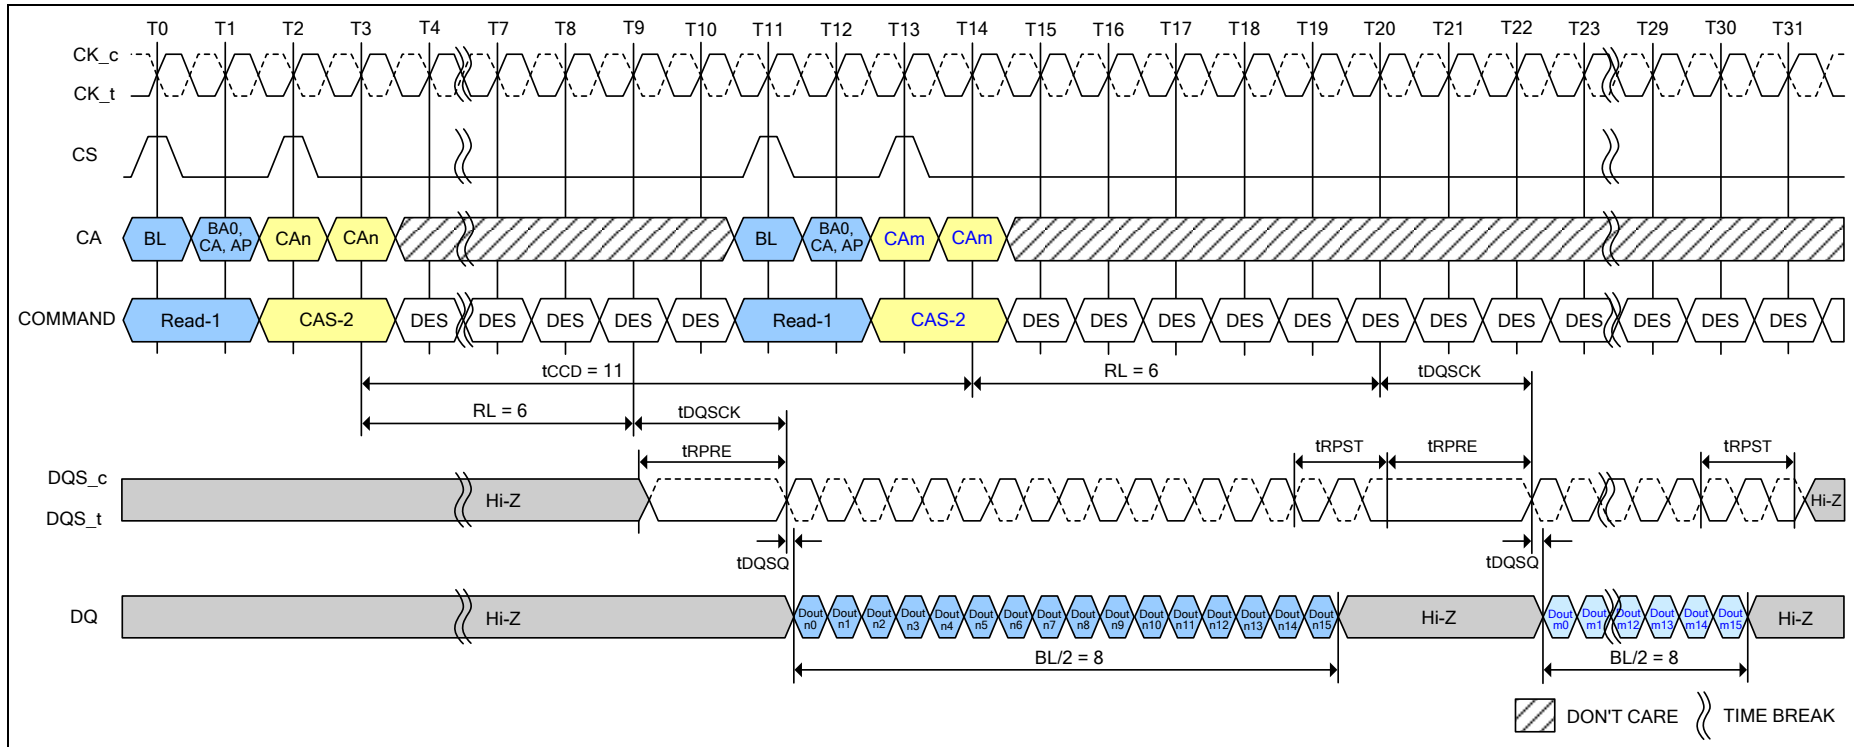 T0 T1 T2 T3 T4 T7 T8 T9 T10 T11 T12 T13 T14 T15 T16 T17 T18 T19 T20 T21 T22 T23 T29 T30 T31
CK_c
CK_t
CS
CA BL BA0, CA, AP CAn CAn BL BA0, CA, AP CAm CAm
COMMAND Read-1 CAS-2 DES DES DES DES DES Read-1 CAS-2 DES DES DES DES DES DES DES DES DES DES DES DES
tCCD = 11 RL = 6 tDQSCK
RL = 6 tDQSCK
tRPRE tRPST tRPRE tRPST
DQS_c
DQS_t
Hi-Z Hi-Z
tDQSQ tDQSQ
DQ Hi-Z Dout n0 Dout n1 Dout n2 Dout n3 Dout n4 Dout n5 Dout n6 Dout n7 Dout n8 Dout n9 Dout n10 Dout n11 Dout n12 Dout n13 Dout n14 Dout n15 Hi-Z Dout m0 Dout m1 Dout m12 Dout m13 Dout m14 Dout m15 Hi-Z
BL/2 = 8 BL/2 = 8
DON'T CARE TIME BREAK